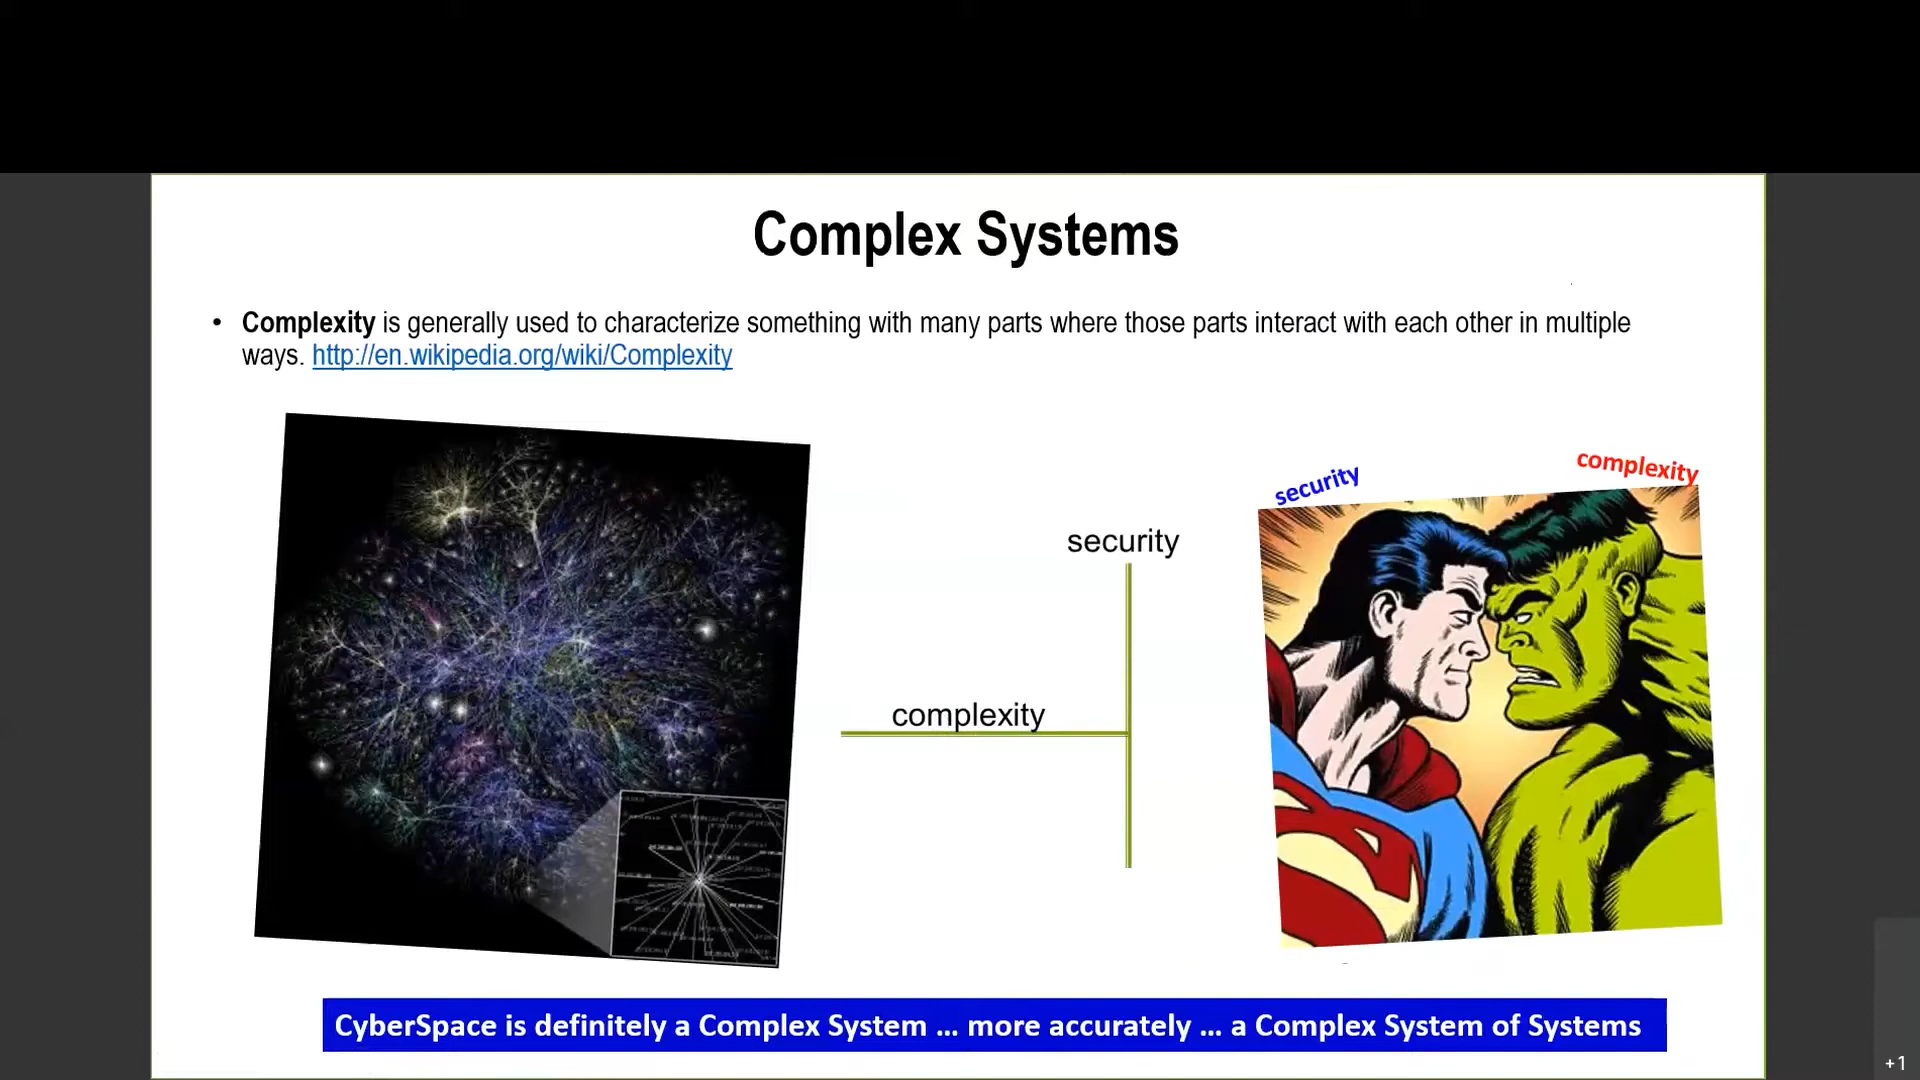 Complex Systems
• Complexity is generally used to characterize something with many parts where those parts interact with each other in multiple
ways. http://en.wikipedia.org/wiki/Complexity
security
complexity
security
complexity
CyberSpace is definitely a Complex System ... more accurately ... a Complex System of Systems
+1